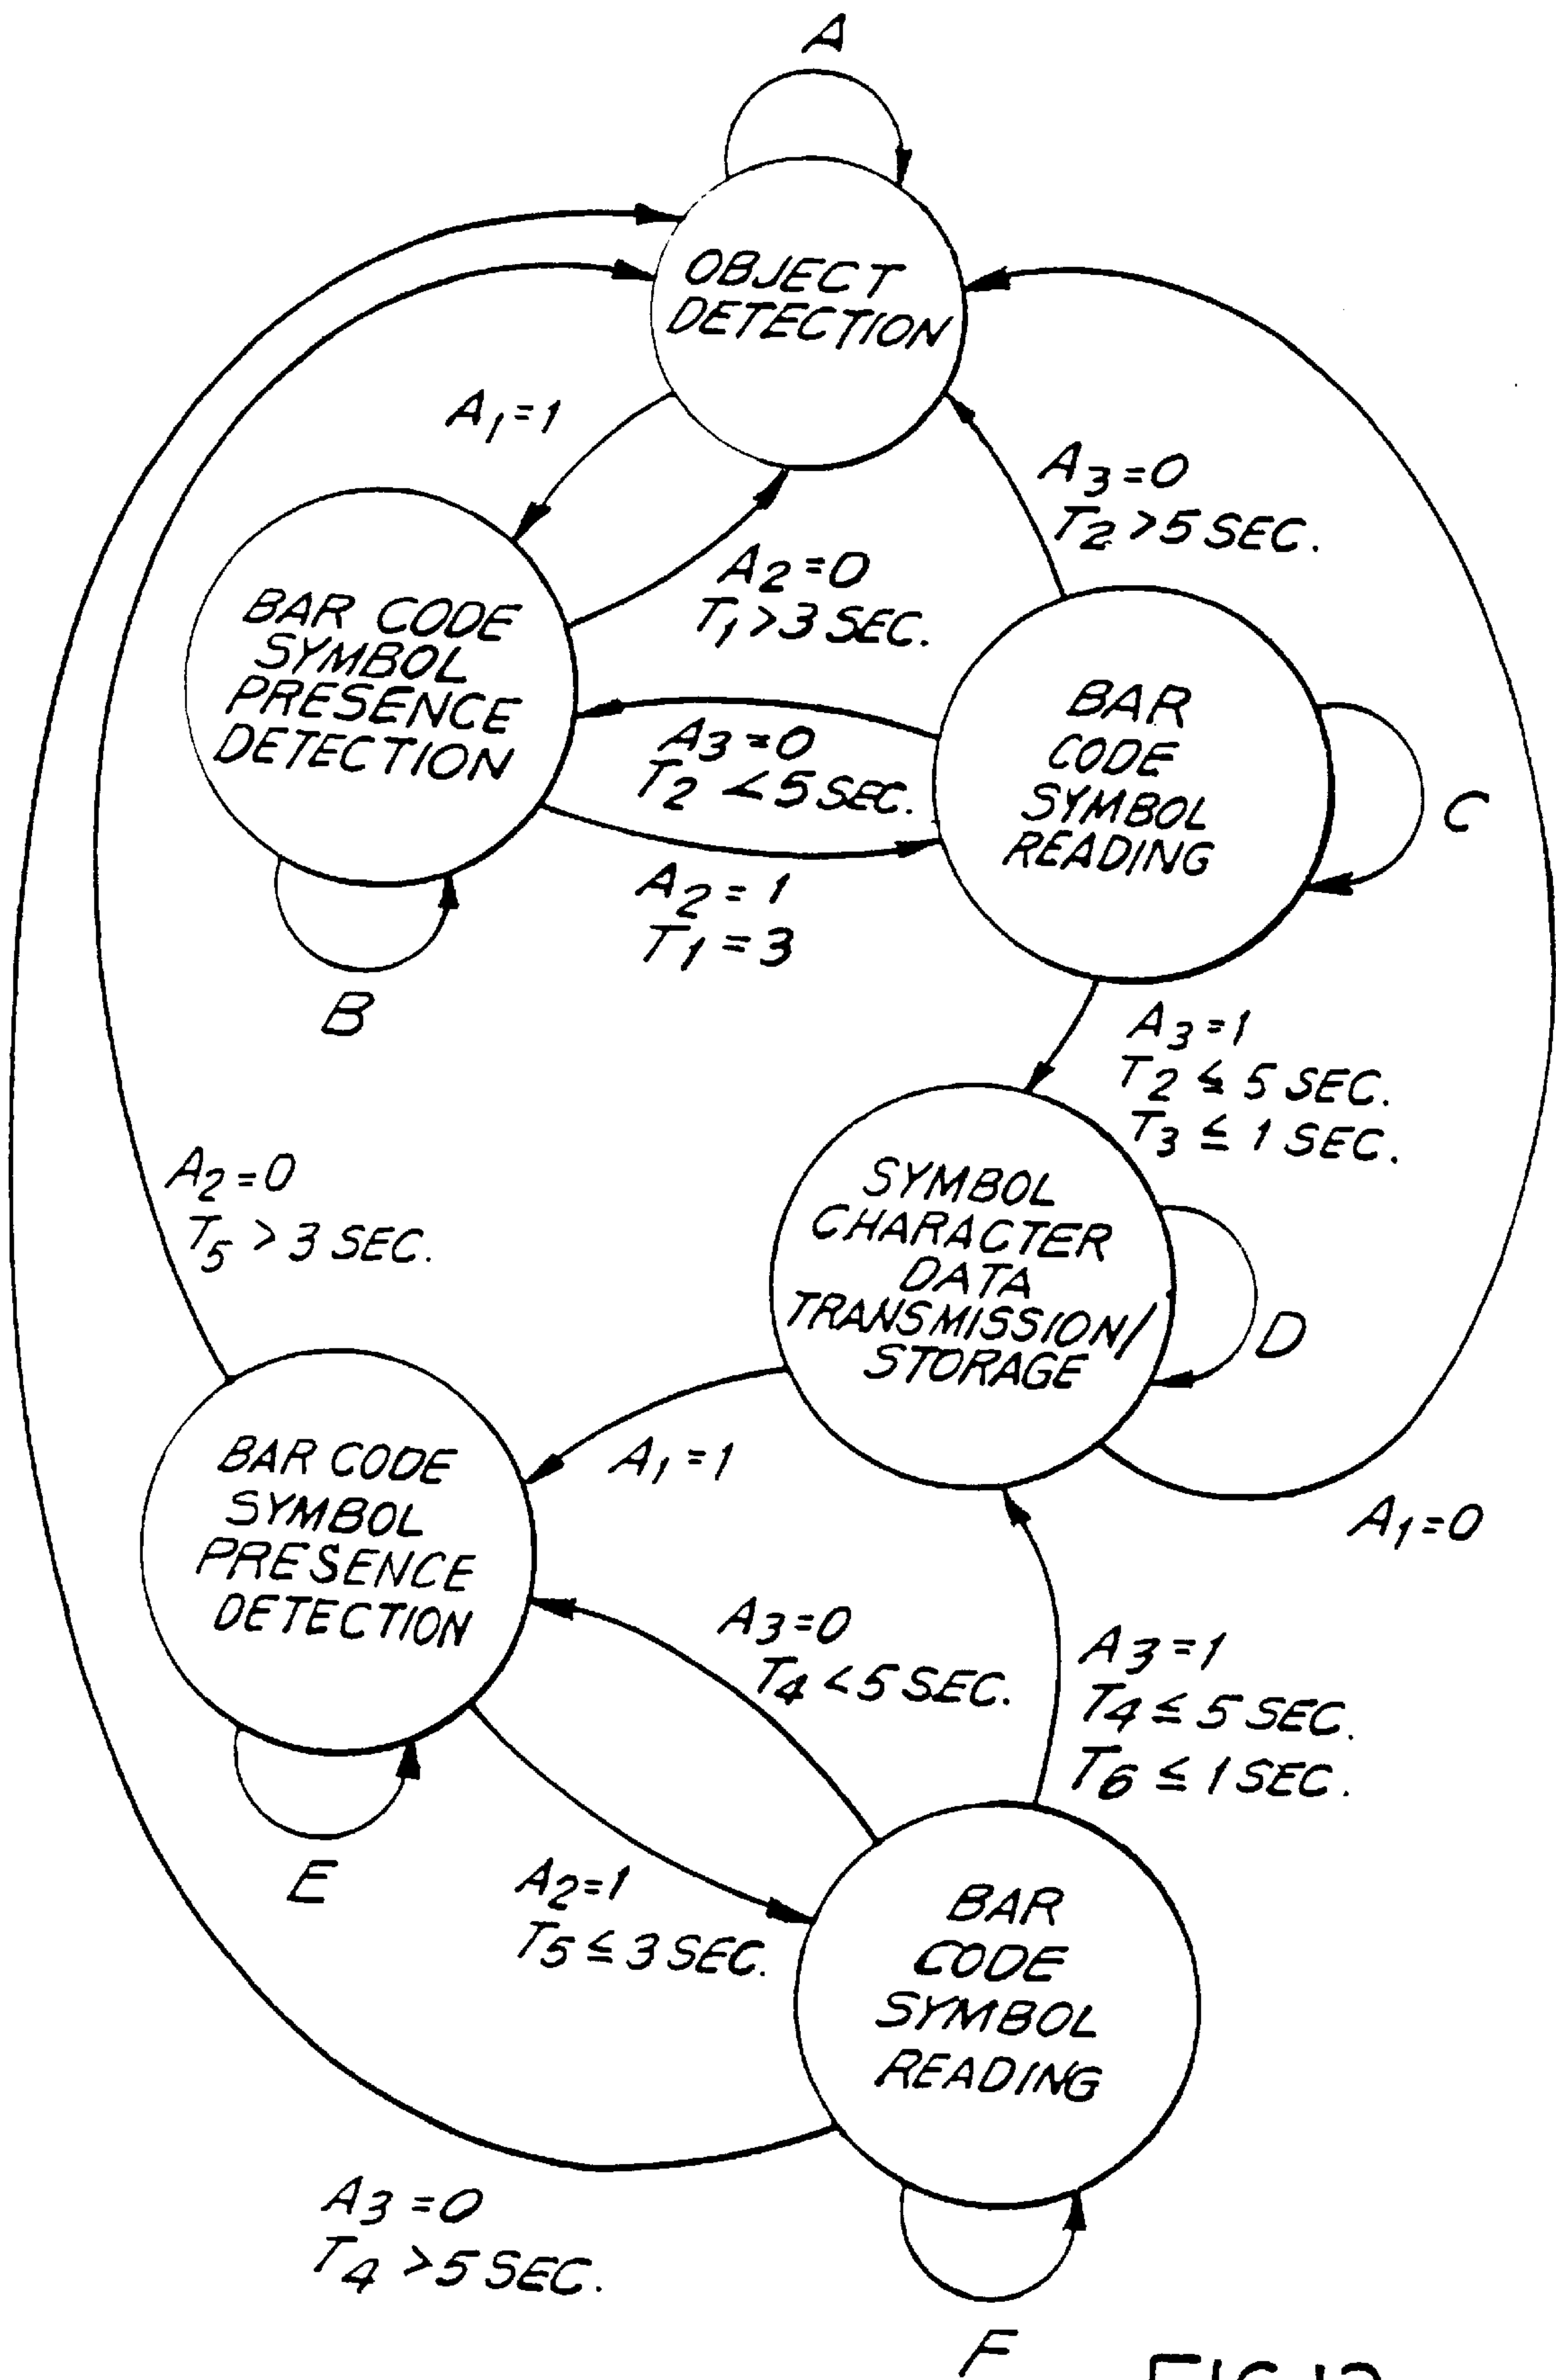 A
OBJECT
DETECTION
A1=1
A3=0
T2>5 SEC.
A2=0
T1>3 SEC.
BAR CODE
SYMBOL
PRESENCE
DETECTION
BAR
CODE
SYMBOL
READING
A3=0
T2<5 SEC.
C
A2=1
T1=3
B
A3=1
T2≤5 SEC.
T3≤1 SEC.
A2=0
T5>3 SEC.
SYMBOL
CHARACTER
DATA
TRANSMISSION/
STORAGE
D
A1=1
A1=0
BAR CODE
SYMBOL
PRESENCE
DETECTION
A3=0
T4<5 SEC.
A3=1
T4≤5 SEC.
T6≤1 SEC.
E
A2=1
T5≤3 SEC.
BAR
CODE
SYMBOL
READING
A3=0
T4>5 SEC.
F